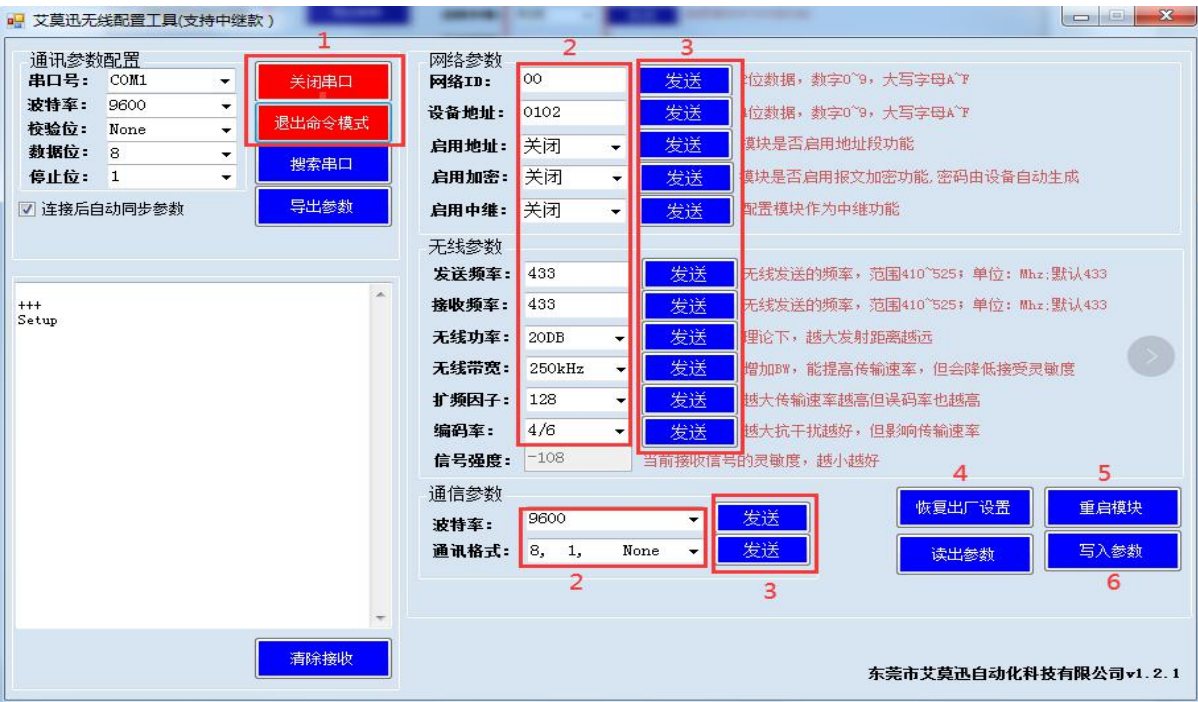 艾莫迅无线配置工具(支持中继款)
1
通讯参数配置
串口号: COM1
关闭串口
波特率: 9600
退出命令模式
校验位: None
数据位: 8
搜索串口
停止位: 1
连接后自动同步参数
导出参数
+++
Setup
清除接收
网络参数
2
3
网络ID: 00 发送 位数据, 数字0~9, 大写字母A~F
设备地址: 0102 发送 位数据, 数字0~9, 大写字母A~F
启用地址: 关闭 发送 模块是否启用地址段功能
启用加密: 关闭 发送 模块是否启用报文加密功能,密码由设备自动生成
启用中继: 关闭 发送 配置模块作为中继功能
无线参数
发送频率: 433 发送 无线发送的频率, 范围410~525; 单位: Mhz;默认433
接收频率: 433 发送 无线发送的频率, 范围410~525; 单位: Mhz;默认433
无线功率: 20DB 发送 理论下, 越大发射距离越远
无线带宽: 250kHz 发送 增加BW, 能提高传输速率, 但会降低接受灵敏度
扩频因子: 128 发送 越大传输速率越高但误码率也越高
编码率: 4/6 发送 越大抗干扰越好, 但影响传输速率
信号强度: -108 当前接收信号的灵敏度, 越小越好
通信参数
波特率: 9600 发送
通讯格式: 8, 1, None 发送
2
3
4
5
恢复出厂设置
重启模块
读出参数
写入参数
6
东莞市艾莫迅自动化科技有限公司v1.2.1